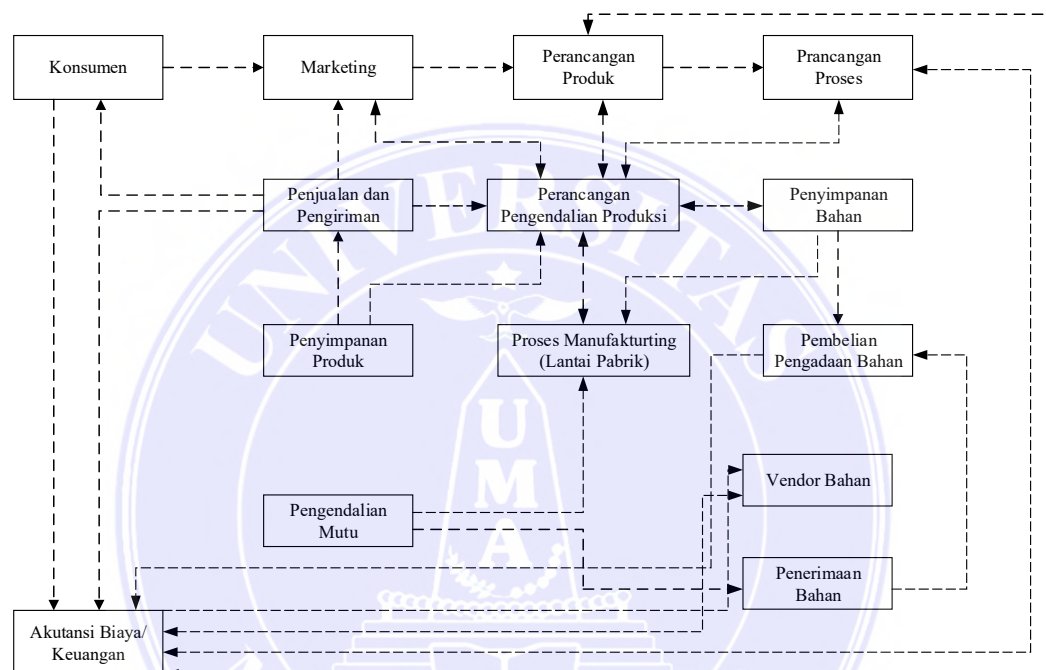 Konsumen
Marketing
Perancangan
Produk
Prancangan
Proses
Penjualan dan
Pengiriman
Perancangan
Pengendalian Produksi
Penyimpanan
Bahan
Penyimpanan
Produk
Proses Manufakturting
(Lantai Pabrik)
Pembelian
Pengadaan Bahan
Vendor Bahan
Pengendalian
Mutu
Penerimaan
Bahan
Akutansi Biaya/
Keuangan
UNIVERSITAS
U
M
A